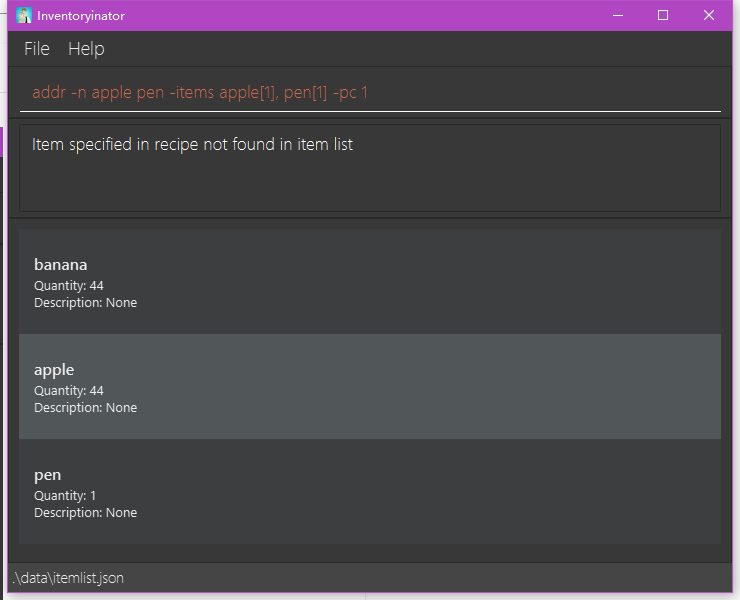 Inventoryinator
File Help
addr -n apple pen -items apple[1], pen[1] -pc 1
Item specified in recipe not found in item list
banana
Quantity: 44
Description: None
apple
Quantity: 44
Description: None
pen
Quantity: 1
Description: None
.\data\itemlist.json